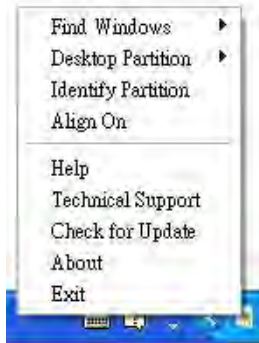 Find Windows
Desktop Partition
Identify Partition
Align On
Help
Technical Support
Check for Update
About
Exit